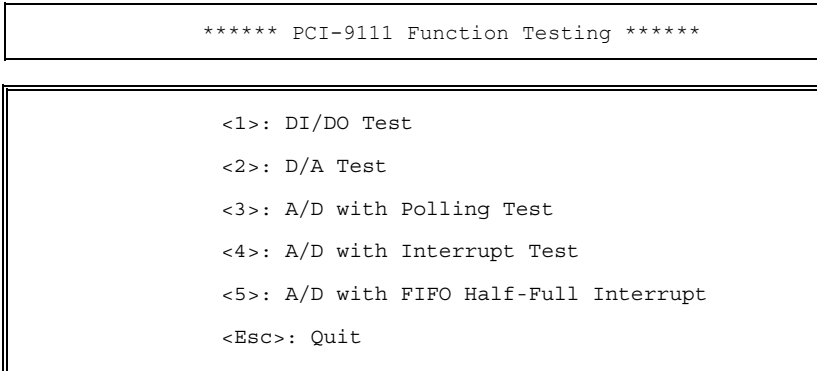 ****** PCI-9111 Function Testing ******
<1>: DI/DO Test
<2>: D/A Test
<3>: A/D with Polling Test
<4>: A/D with Interrupt Test
<5>: A/D with FIFO Half-Full Interrupt
<Esc>: Quit